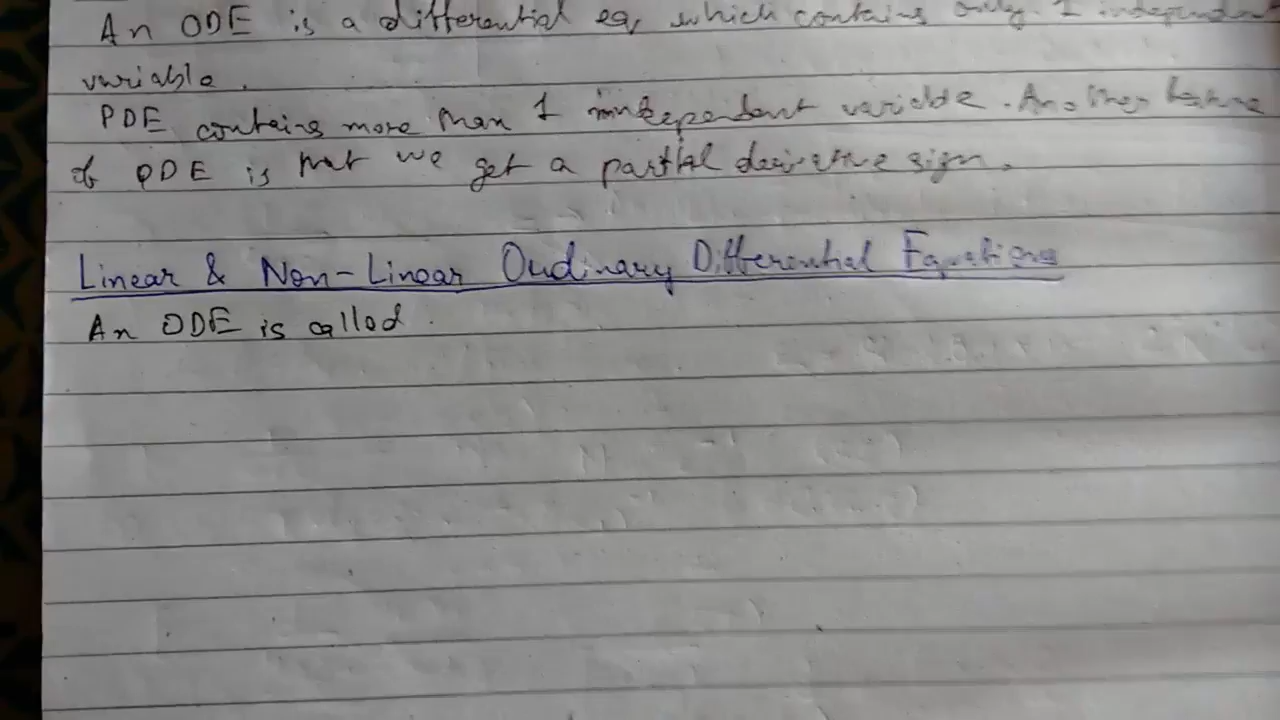 An ODE is a differential eq, which contains only 1 independent
variable.
PDE contains more than 1 independent variable. Another feature
of PDE is that we get a partial derivative sign.
Linear & Non-Linear Ordinary Differential Equations
An ODE is called